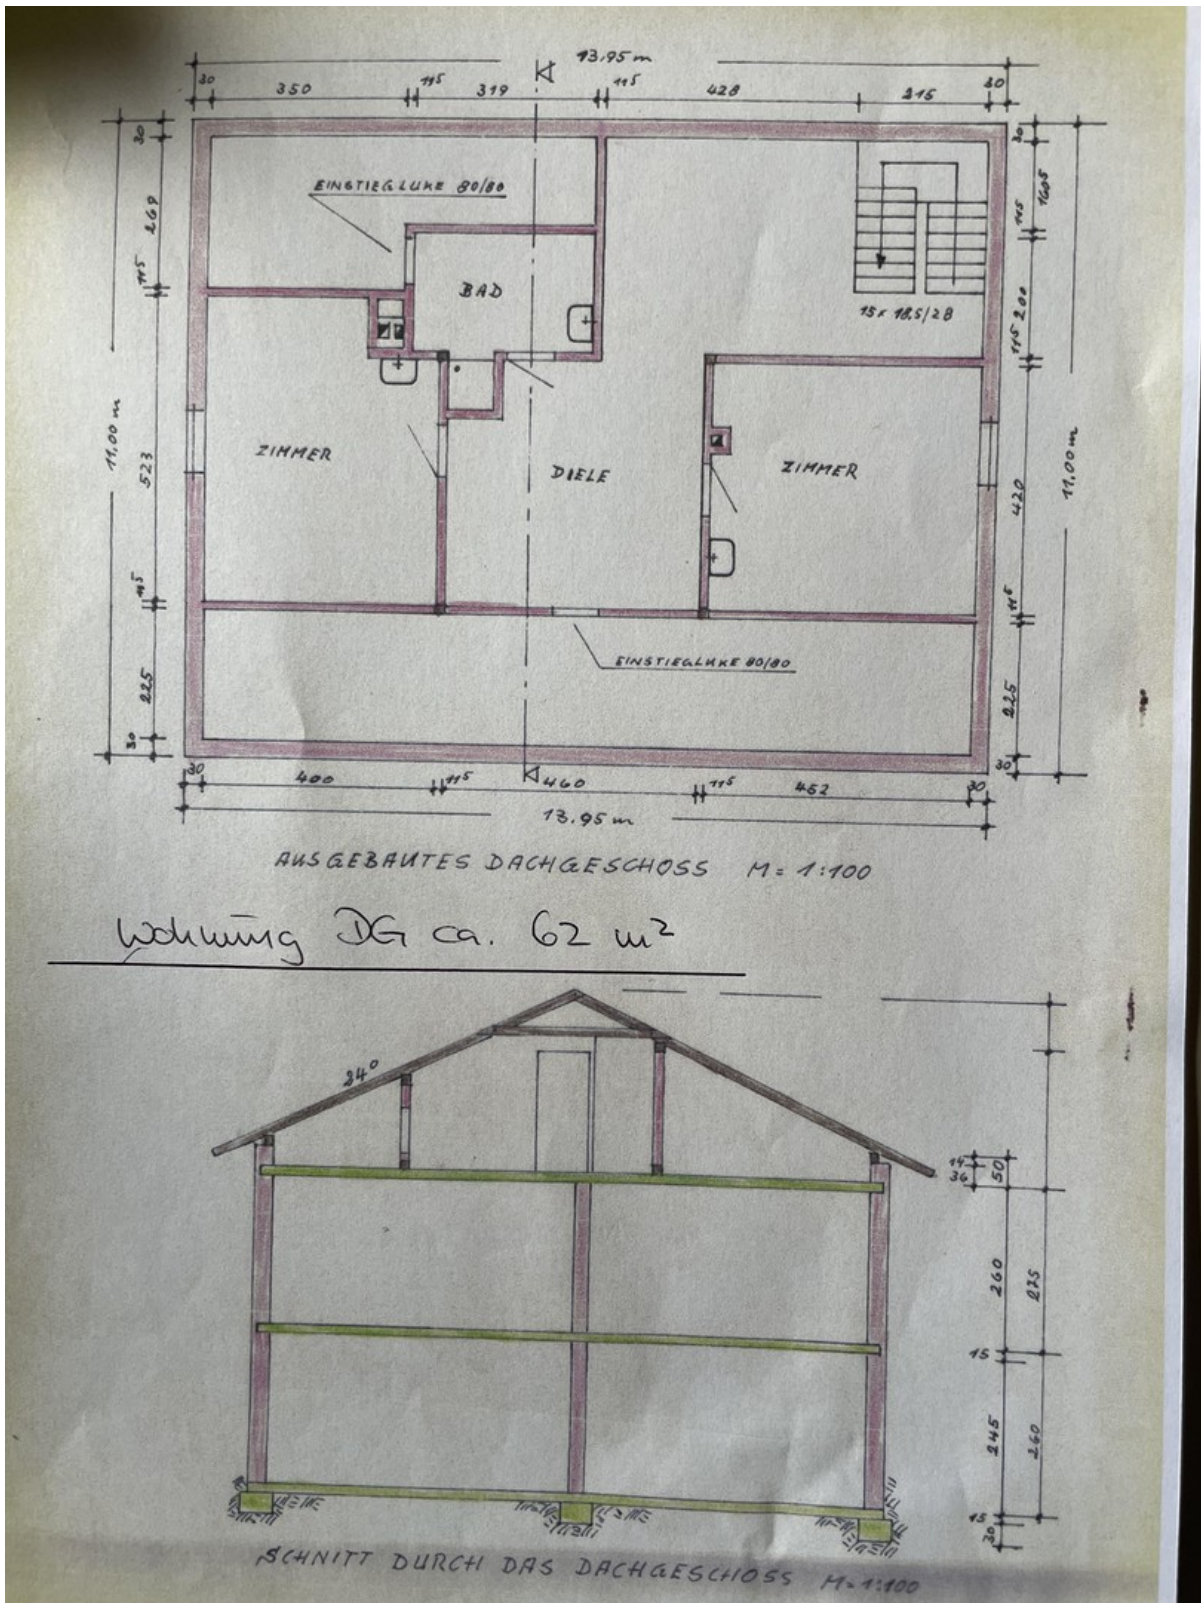 13.95 m
30 350 11⁵ 319 11⁵ 428 215 30
30
269
11⁵
523
11⁵
225
30
11,00 m
30
160⁵
11⁵
200
11⁵
420
11⁵
225
30
11,00 m
EINSTIEGLUKE 80/80
BAD
15 x 18.5/28
ZIMMER
DIELE
ZIMMER
EINSTIEGLUKE 80/80
30 400 11⁵ 460 11⁵ 452 30
13.95 m
AUSGEBAUTES DACHGESCHOSS M = 1:100
Wohnung DG ca. 62 m²
24°
14
36
50
260
275
15
245
260
15
30
SCHNITT DURCH DAS DACHGESCHOSS M = 1:100